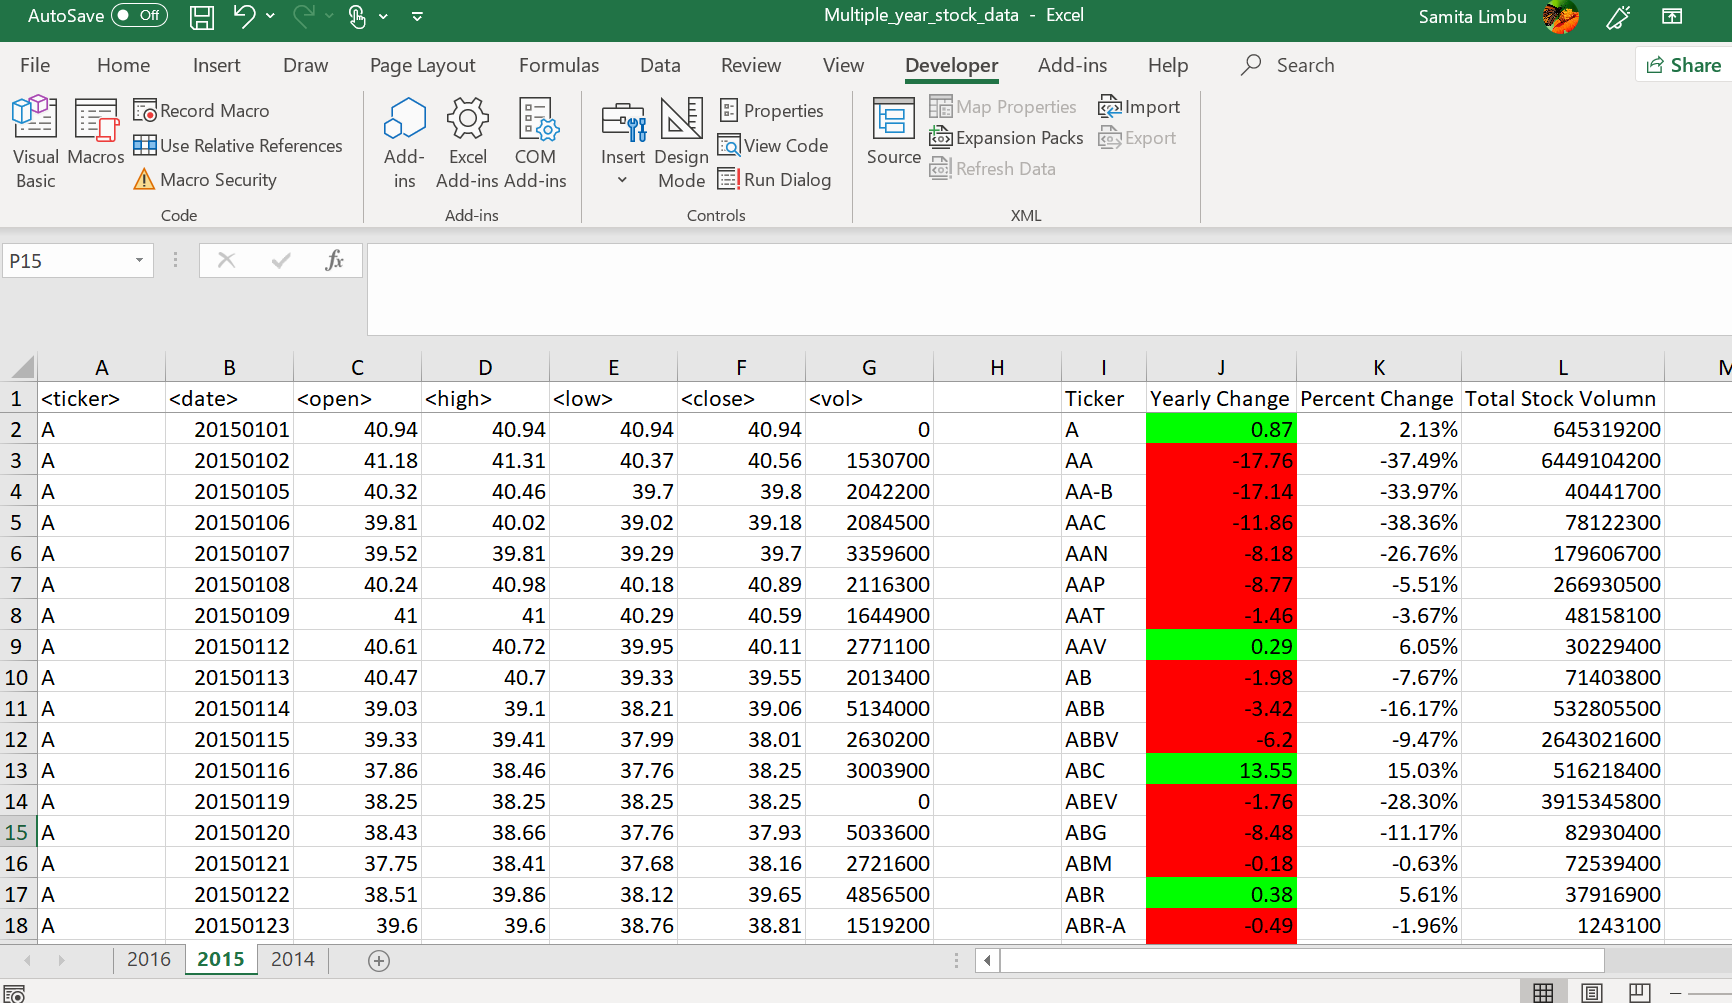 AutoSave Off Multiple_year_stock_data - Excel Samita Limbu
File Home Insert Draw Page Layout Formulas Data Review View Developer Add-ins Help Search Share
Visual Basic
Macros
Record Macro
Use Relative References
Macro Security
Code
Add-ins
Excel Add-ins
COM Add-ins
Add-ins
Insert
Design Mode
Properties
View Code
Run Dialog
Controls
Source
Map Properties
Expansion Packs
Refresh Data
Import
Export
XML
P15 fx
A B C D E F G H I J K L M
1 <ticker> <date> <open> <high> <low> <close> <vol> Ticker Yearly Change Percent Change Total Stock Volumn
2 A 20150101 40.94 40.94 40.94 40.94 0 A 0.87 2.13% 645319200
3 A 20150102 41.18 41.31 40.37 40.56 1530700 AA -17.76 -37.49% 6449104200
4 A 20150105 40.32 40.46 39.7 39.8 2042200 AA-B -17.14 -33.97% 40441700
5 A 20150106 39.81 40.02 39.02 39.18 2084500 AAC -11.86 -38.36% 78122300
6 A 20150107 39.52 39.81 39.29 39.7 3359600 AAN -8.18 -26.76% 179606700
7 A 20150108 40.24 40.98 40.18 40.89 2116300 AAP -8.77 -5.51% 266930500
8 A 20150109 41 41 40.29 40.59 1644900 AAT -1.46 -3.67% 48158100
9 A 20150112 40.61 40.72 39.95 40.11 2771100 AAV 0.29 6.05% 30229400
10 A 20150113 40.47 40.7 39.33 39.55 2013400 AB -1.98 -7.67% 71403800
11 A 20150114 39.03 39.1 38.21 39.06 5134000 ABB -3.42 -16.17% 532805500
12 A 20150115 39.33 39.41 37.99 38.01 2630200 ABBV -6.2 -9.47% 2643021600
13 A 20150116 37.86 38.46 37.76 38.25 3003900 ABC 13.55 15.03% 516218400
14 A 20150119 38.25 38.25 38.25 38.25 0 ABEV -1.76 -28.30% 3915345800
15 A 20150120 38.43 38.66 37.76 37.93 5033600 ABG -8.48 -11.17% 82930400
16 A 20150121 37.75 38.41 37.68 38.16 2721600 ABM -0.18 -0.63% 72539400
17 A 20150122 38.51 39.86 38.12 39.65 4856500 ABR 0.38 5.61% 37916900
18 A 20150123 39.6 39.6 38.76 38.81 1519200 ABR-A -0.49 -1.96% 1243100
2016 2015 2014